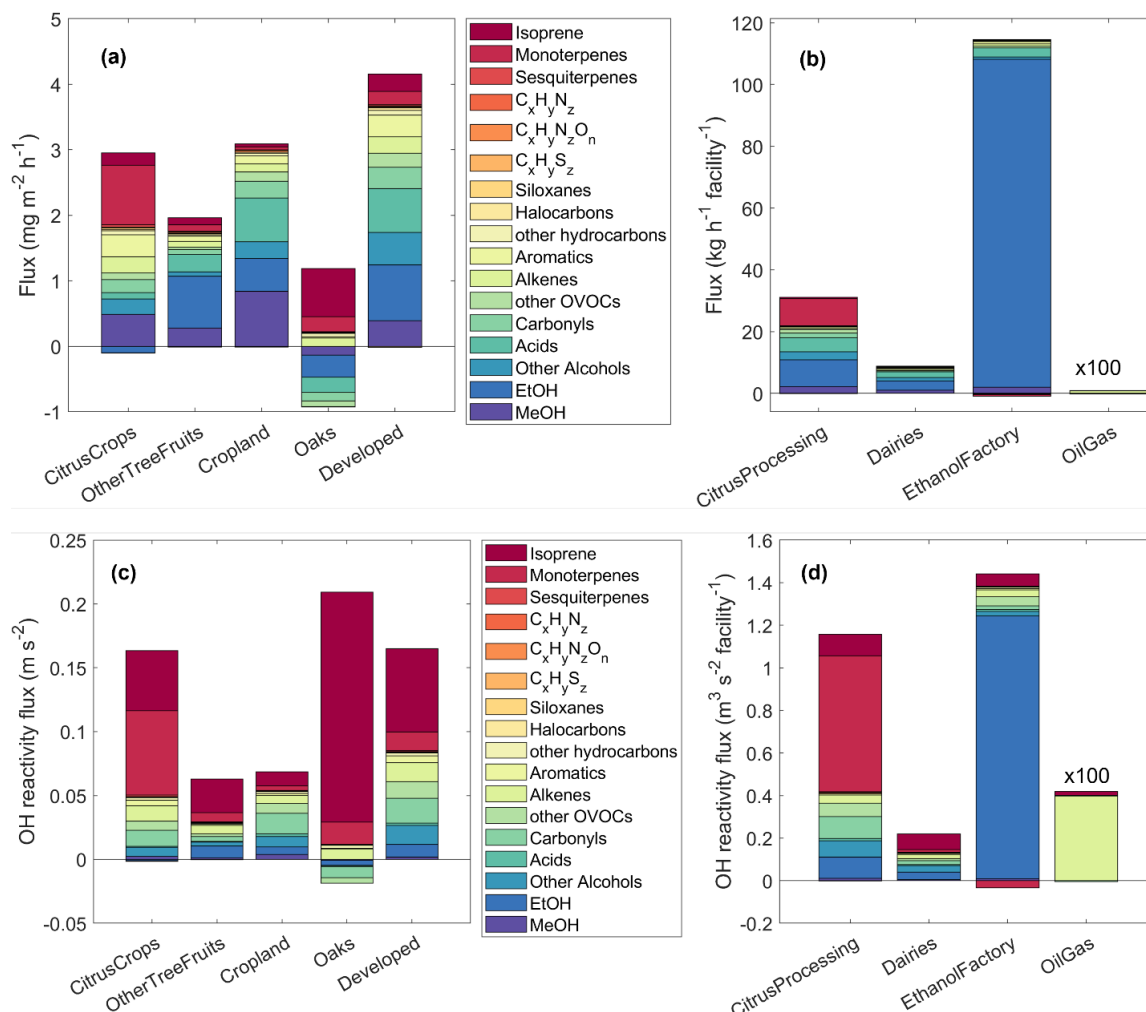 (a)
5
4
3
2
1
0
-1
Flux (mg m⁻² h⁻¹)
CitrusCrops
OtherTreeFruits
Cropland
Oaks
Developed
Isoprene
Monoterpenes
Sesquiterpenes
CₓHᵧN_z
CₓHᵧN_zOₙ
CₓHᵧS_z
Siloxanes
Halocarbons
other hydrocarbons
Aromatics
Alkenes
other OVOCs
Carbonyls
Acids
Other Alcohols
EtOH
MeOH
(b)
120
100
80
60
40
20
0
Flux (kg h⁻¹ facility⁻¹)
x100
CitrusProcessing
Dairies
EthanolFactory
OilGas
(c)
0.25
0.2
0.15
0.1
0.05
0
-0.05
OH reactivity flux (m s⁻²)
CitrusCrops
OtherTreeFruits
Cropland
Oaks
Developed
Isoprene
Monoterpenes
Sesquiterpenes
CₓHᵧN_z
CₓHᵧN_zOₙ
CₓHᵧS_z
Siloxanes
Halocarbons
other hydrocarbons
Aromatics
Alkenes
other OVOCs
Carbonyls
Acids
Other Alcohols
EtOH
MeOH
(d)
1.6
1.4
1.2
1
0.8
0.6
0.4
0.2
0
-0.2
OH reactivity flux (m³ s⁻² facility⁻¹)
x100
CitrusProcessing
Dairies
EthanolFactory
OilGas